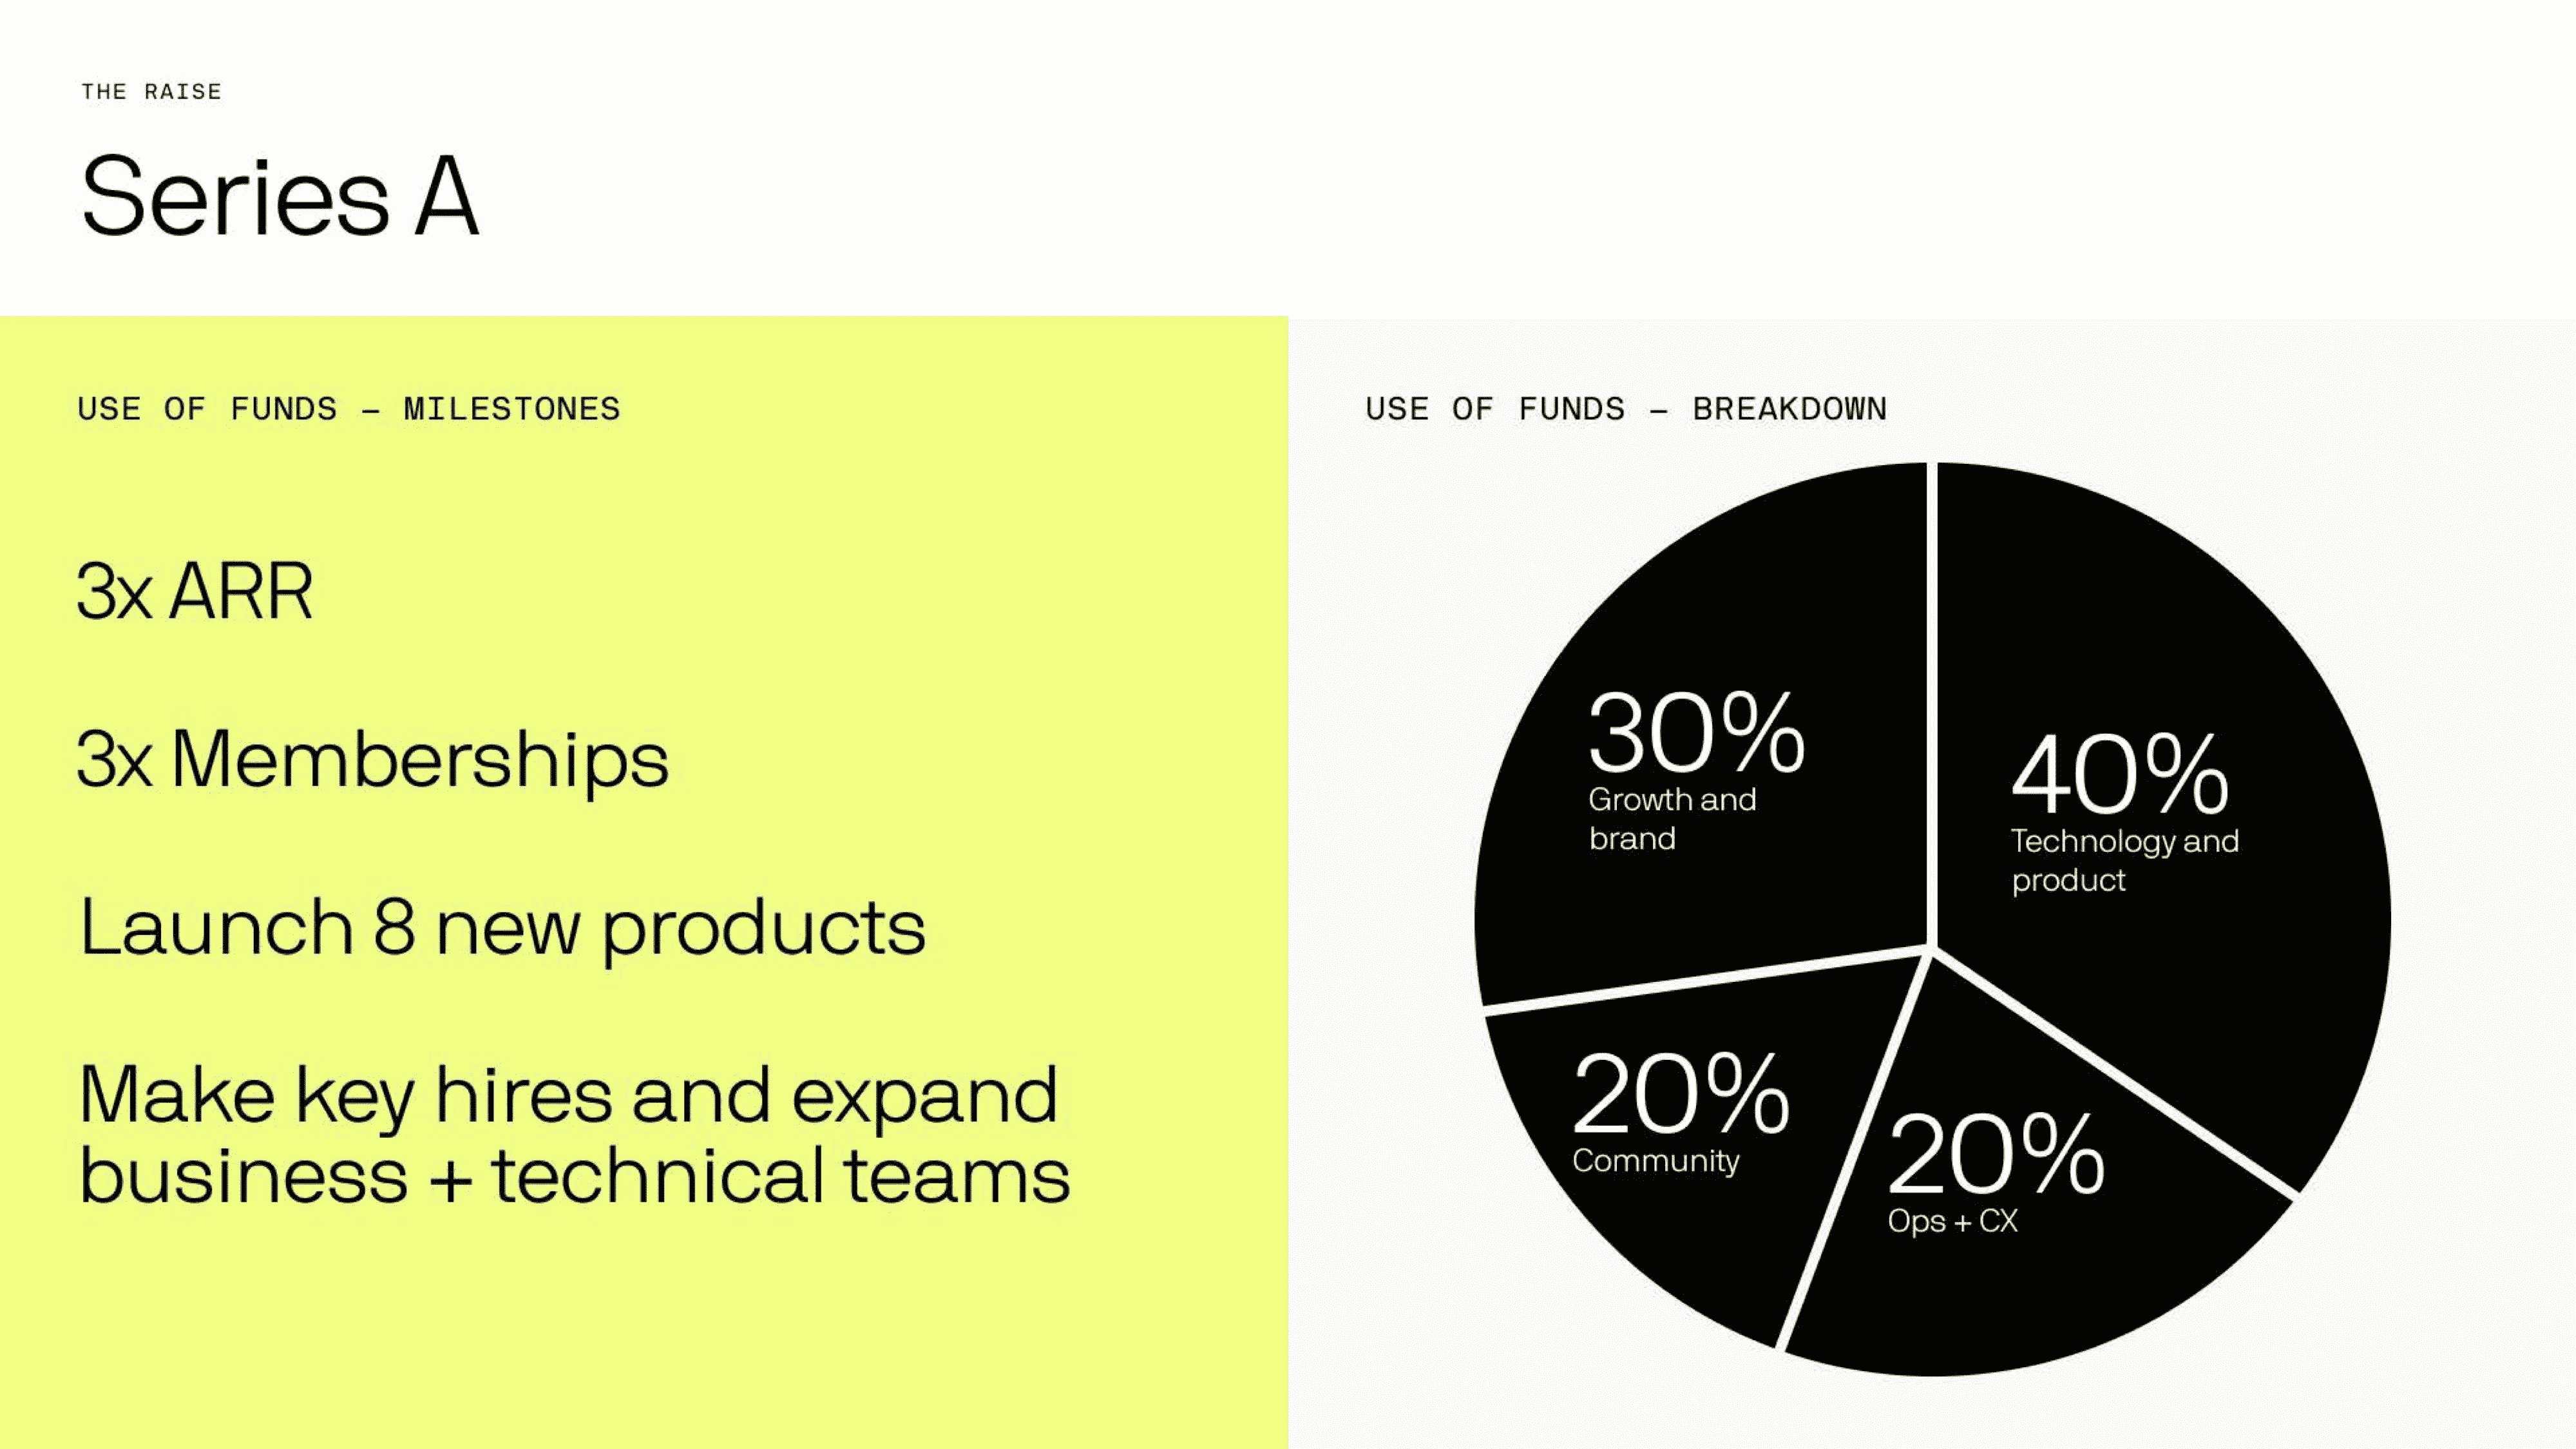 THE RAISE
Series A
USE OF FUNDS – MILESTONES
3x ARR
3x Memberships
Launch 8 new products
Make key hires and expand
business + technical teams
USE OF FUNDS – BREAKDOWN
30%
Growth and
brand
40%
Technology and
product
20%
Community
20%
Ops + CX